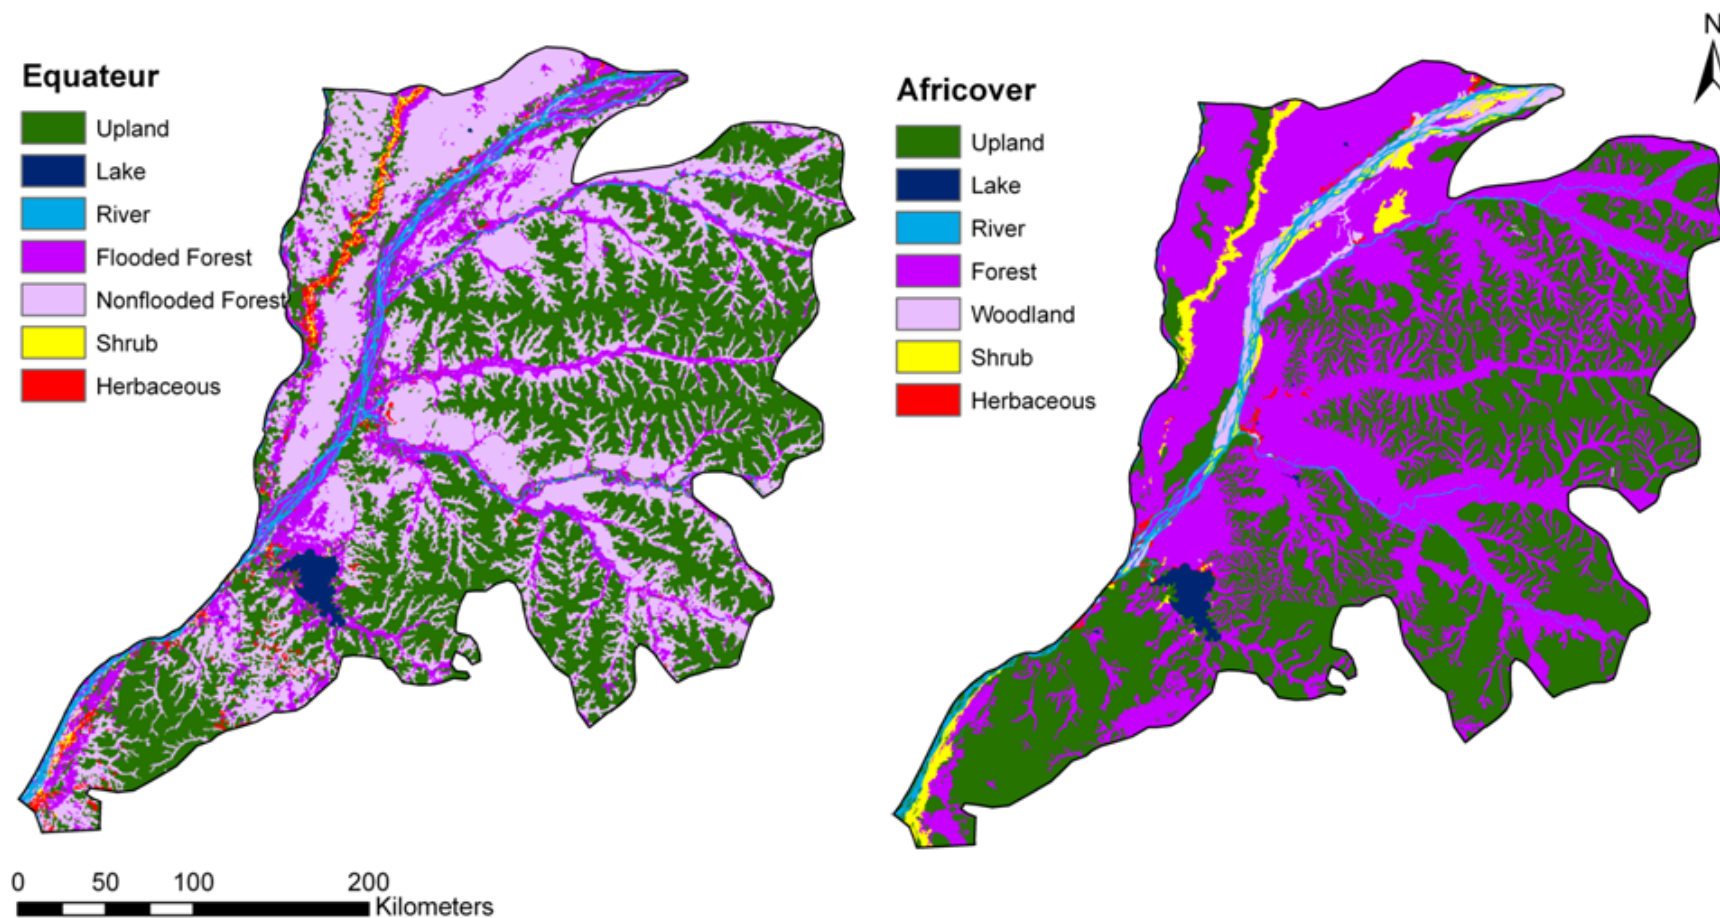 Equateur
Upland
Lake
River
Flooded Forest
Nonflooded Forest
Shrub
Herbaceous
Africover
Upland
Lake
River
Forest
Woodland
Shrub
Herbaceous
N
0 50 100 200
Kilometers